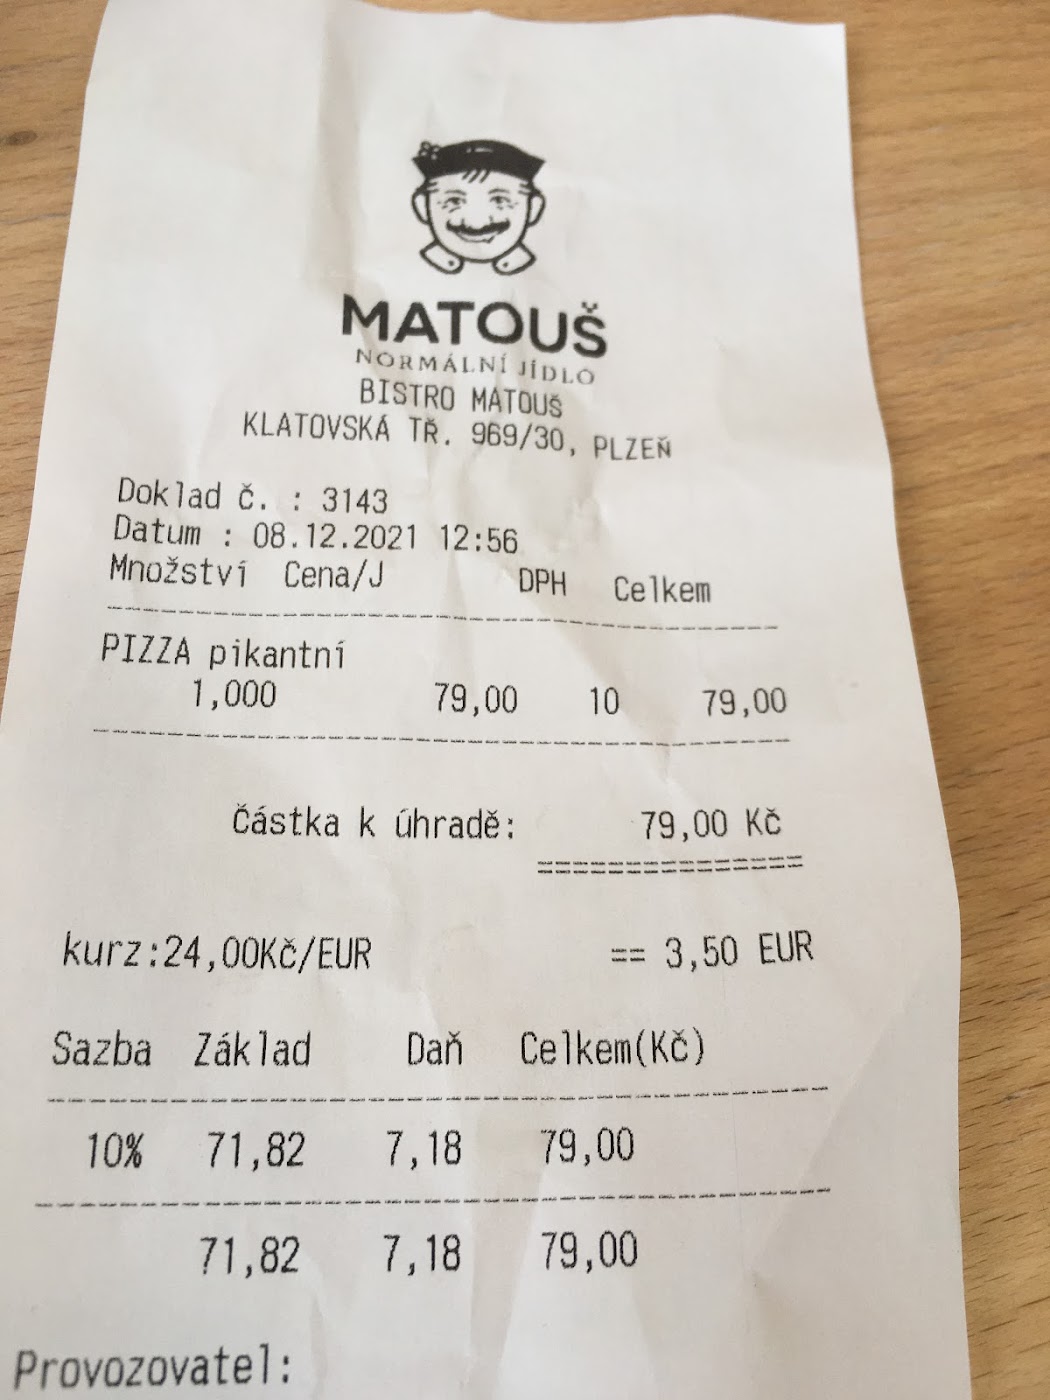 MATOUŠ
NORMÁLNÍ JÍDLO
BISTRO MATOUŠ
KLATOVSKÁ TŘ. 969/30, PLZEŇ
Doklad č. : 3143
Datum : 08.12.2021 12:56
Množství Cena/J DPH Celkem
PIZZA pikantní
1,000 79,00 10 79,00
Částka k úhradě: 79,00 Kč
kurz:24,00Kč/EUR == 3,50 EUR
Sazba Základ Daň Celkem(Kč)
10% 71,82 7,18 79,00
71,82 7,18 79,00
Provozovatel: